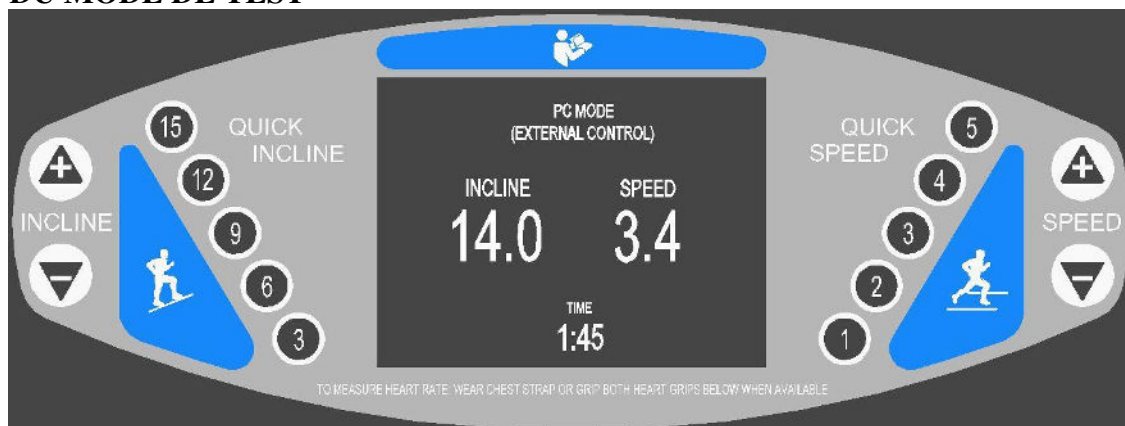 DU MODE DE TEST
PC MODE
(EXTERNAL CONTROL)
INCLINE
14.0
SPEED
3.4
TIME
1:45
15
QUICK
INCLINE
12
9
6
3
INCLINE
QUICK
SPEED
5
4
3
2
1
SPEED
TO MEASURE HEART RATE, WEAR CHEST STRAP OR GRIP BOTH HEART GRIPS BELOW WHEN AVAILABLE